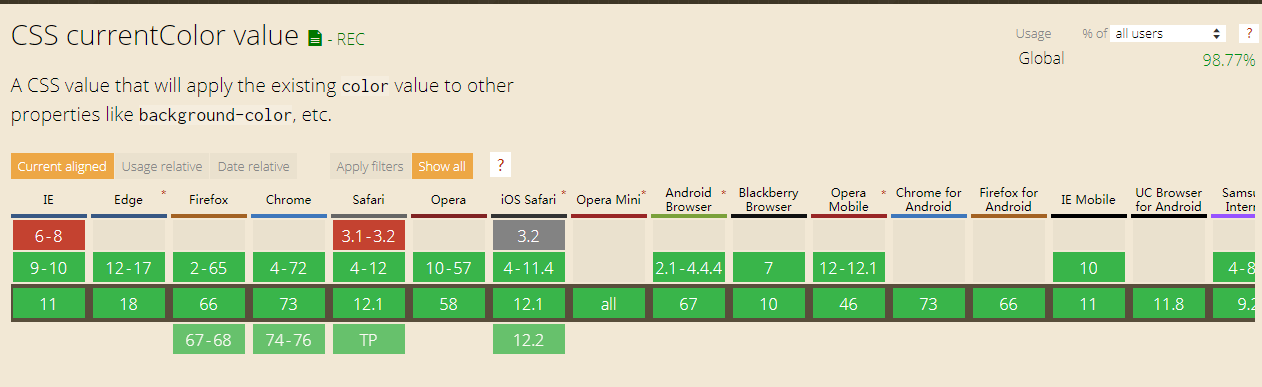 CSS currentColor value - REC
Usage % of all users ?
Global 98.77%
A CSS value that will apply the existing color value to other
properties like background-color, etc.
Current aligned Usage relative Date relative Apply filters Show all ?
IE Edge * Firefox Chrome Safari Opera iOS Safari * Opera Mini * Android Browser * Blackberry Browser Opera Mobile * Chrome for Android Firefox for Android IE Mobile UC Browser for Android
6-8 3.1-3.2 3.2
9-10 12-17 2-65 4-72 4-12 10-57 4-11.4 2.1-4.4.4 7 12-12.1 10 4-8
11 18 66 73 12.1 58 12.1 all 67 10 46 73 66 11 11.8 9.2
67-68 74-76 TP 12.2